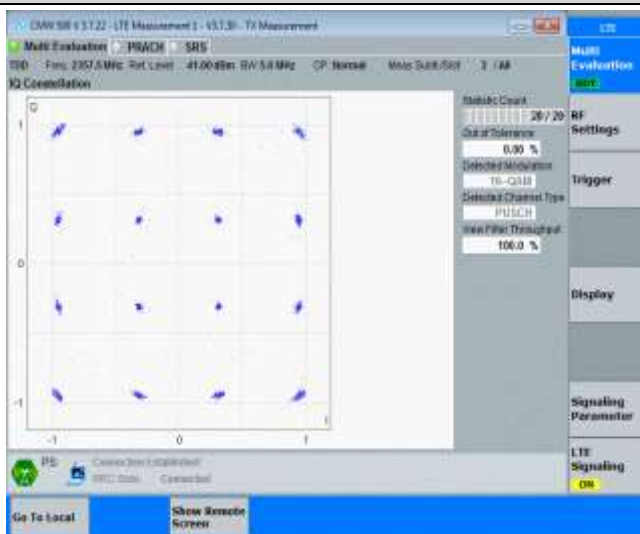 CMW 500 V 3.7.22 - LTE Measurement 1 - V3.7.30 - TX Measurement
LTE
Multi Evaluation PRACH SRS
Multi
Evaluation
RDY
TDD Freq. 2357.5 MHz Ref. Level 41.00 dBm BW 5.0 MHz CP Normal Meas Subfr./Slot 2 / All
IQ Constellation
Q
1
0
-1
-1 0 1
I
Statistic Count
20 / 20
Out of Tolerance
0.00 %
Detected Modulation
16-QAM
Detected Channel Type
PUSCH
View Filter Throughput
100.0 %
RF
Settings
Trigger
Display
Signaling
Parameter
LTE
Signaling
ON
PS: Connection Established
RRC State: Connected
Go To Local
Show Remote
Screen